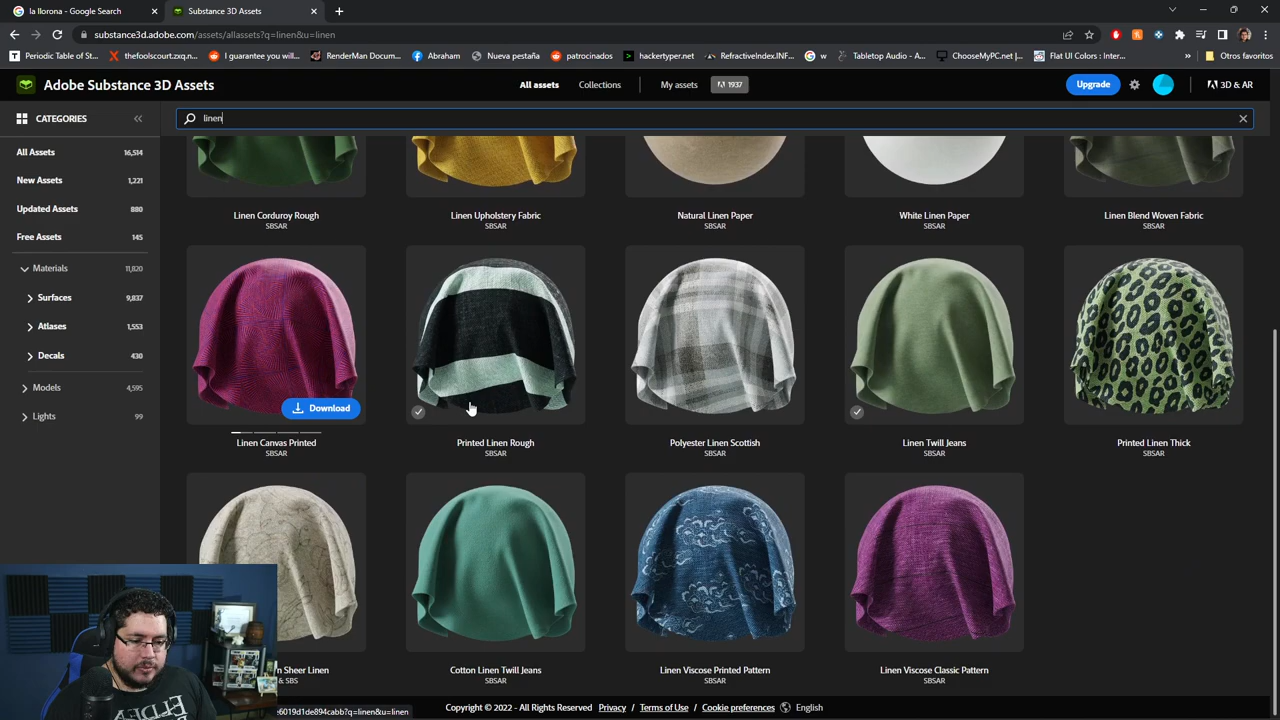 la llorona - Google Search
Substance 3D Assets
substance3d.adobe.com/assets/allassets?q=linen&u=linen
Periodic Table of St...
thefoolscourt.zxq.n...
I guarantee you will...
RenderMan Docum...
Abraham
Nueva pestaña
patrocinados
hackertyper.net
RefractiveIndex.INF...
w
Tabletop Audio - A...
ChooseMyPC.net |...
Flat UI Colors : Inter...
»
Otros favoritos
Adobe Substance 3D Assets
All assets
Collections
My assets
1937
Upgrade
3D & AR
CATEGORIES
linen
All Assets 16,514
New Assets 1,221
Updated Assets 880
Free Assets 145
Materials 11,820
Surfaces 9,837
Atlases 1,553
Decals 430
Models 4,595
Lights 99
Linen Corduroy Rough
SBSAR
Linen Upholstery Fabric
SBSAR
Natural Linen Paper
SBSAR
White Linen Paper
SBSAR
Linen Blend Woven Fabric
SBSAR
Download
Linen Canvas Printed
SBSAR
Printed Linen Rough
SBSAR
Polyester Linen Scottish
SBSAR
Linen Twill Jeans
SBSAR
Printed Linen Thick
SBSAR
Sheer Linen
& SBS
Cotton Linen Twill Jeans
SBSAR
Linen Viscose Printed Pattern
SBSAR
Linen Viscose Classic Pattern
SBSAR
e6019d1de894cabb?q=linen&u=linen
Copyright © 2022 - All Rights Reserved Privacy / Terms of Use / Cookie preferences English